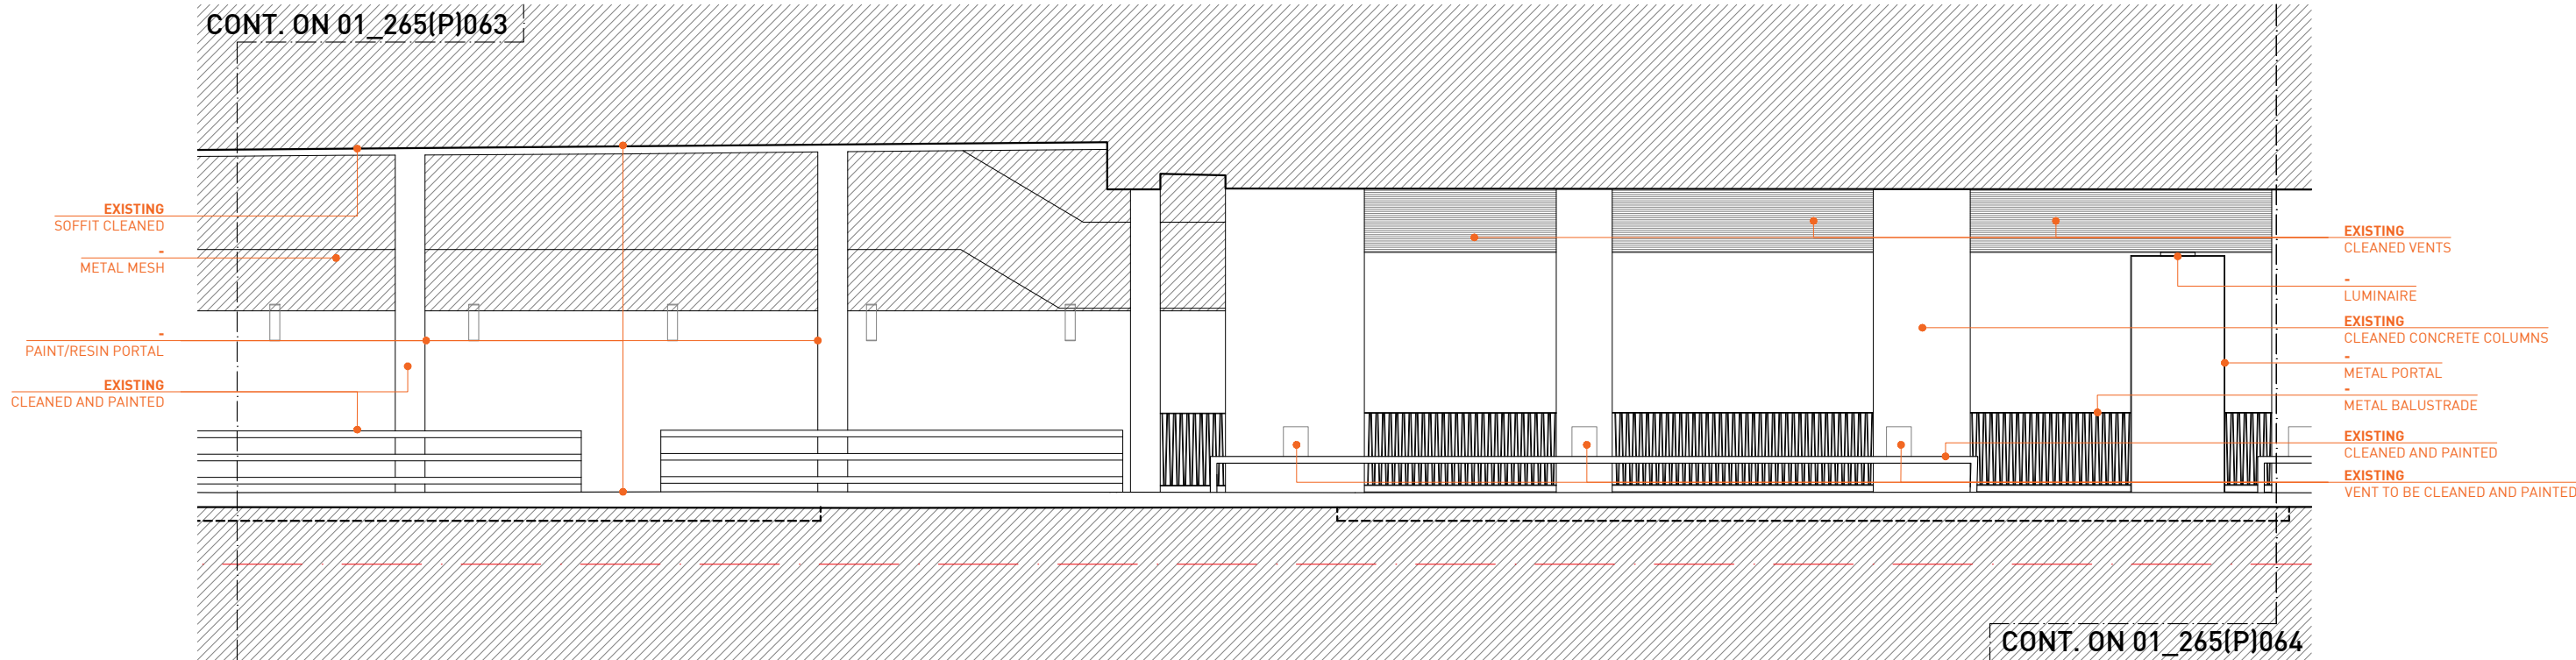 CONT. ON 01_265(P)063
EXISTING
SOFFIT CLEANED
-
METAL MESH
-
PAINT/RESIN PORTAL
EXISTING
CLEANED AND PAINTED
EXISTING
CLEANED VENTS
-
LUMINAIRE
EXISTING
CLEANED CONCRETE COLUMNS
-
METAL PORTAL
-
METAL BALUSTRADE
EXISTING
CLEANED AND PAINTED
EXISTING
VENT TO BE CLEANED AND PAINTED
CONT. ON 01_265(P)064